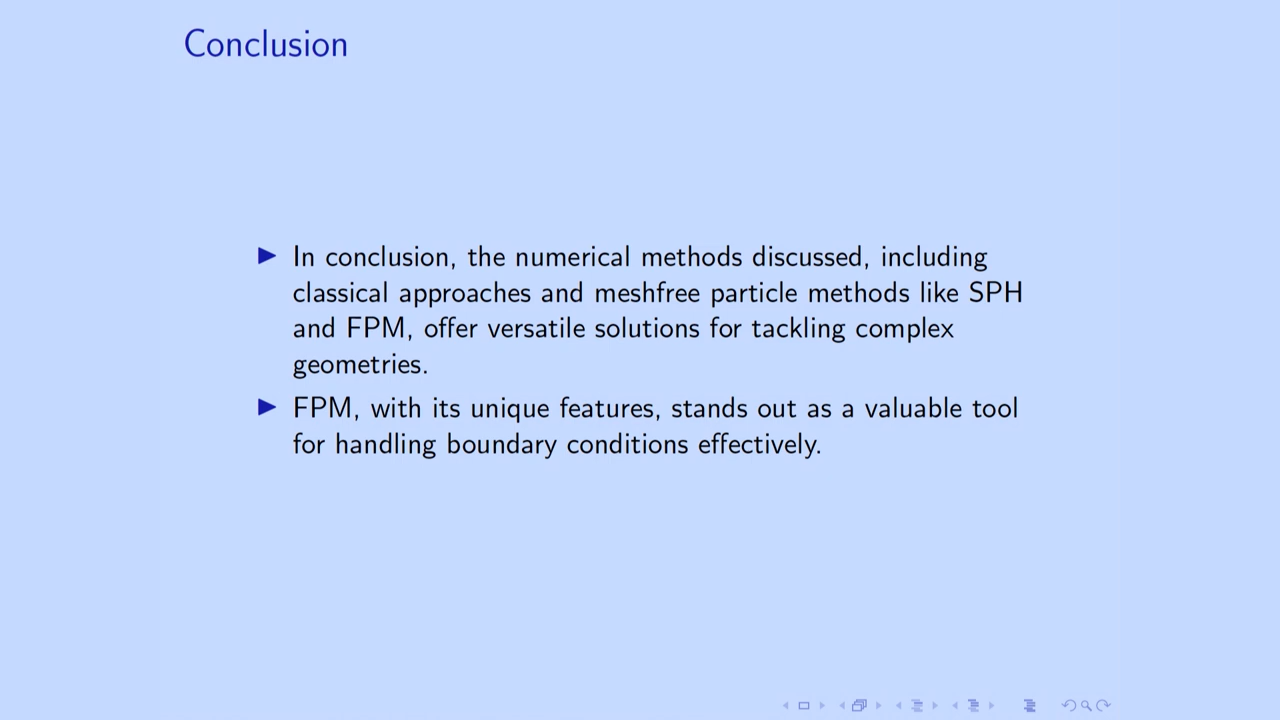 Conclusion
In conclusion, the numerical methods discussed, including
classical approaches and meshfree particle methods like SPH
and FPM, offer versatile solutions for tackling complex
geometries.
FPM, with its unique features, stands out as a valuable tool
for handling boundary conditions effectively.